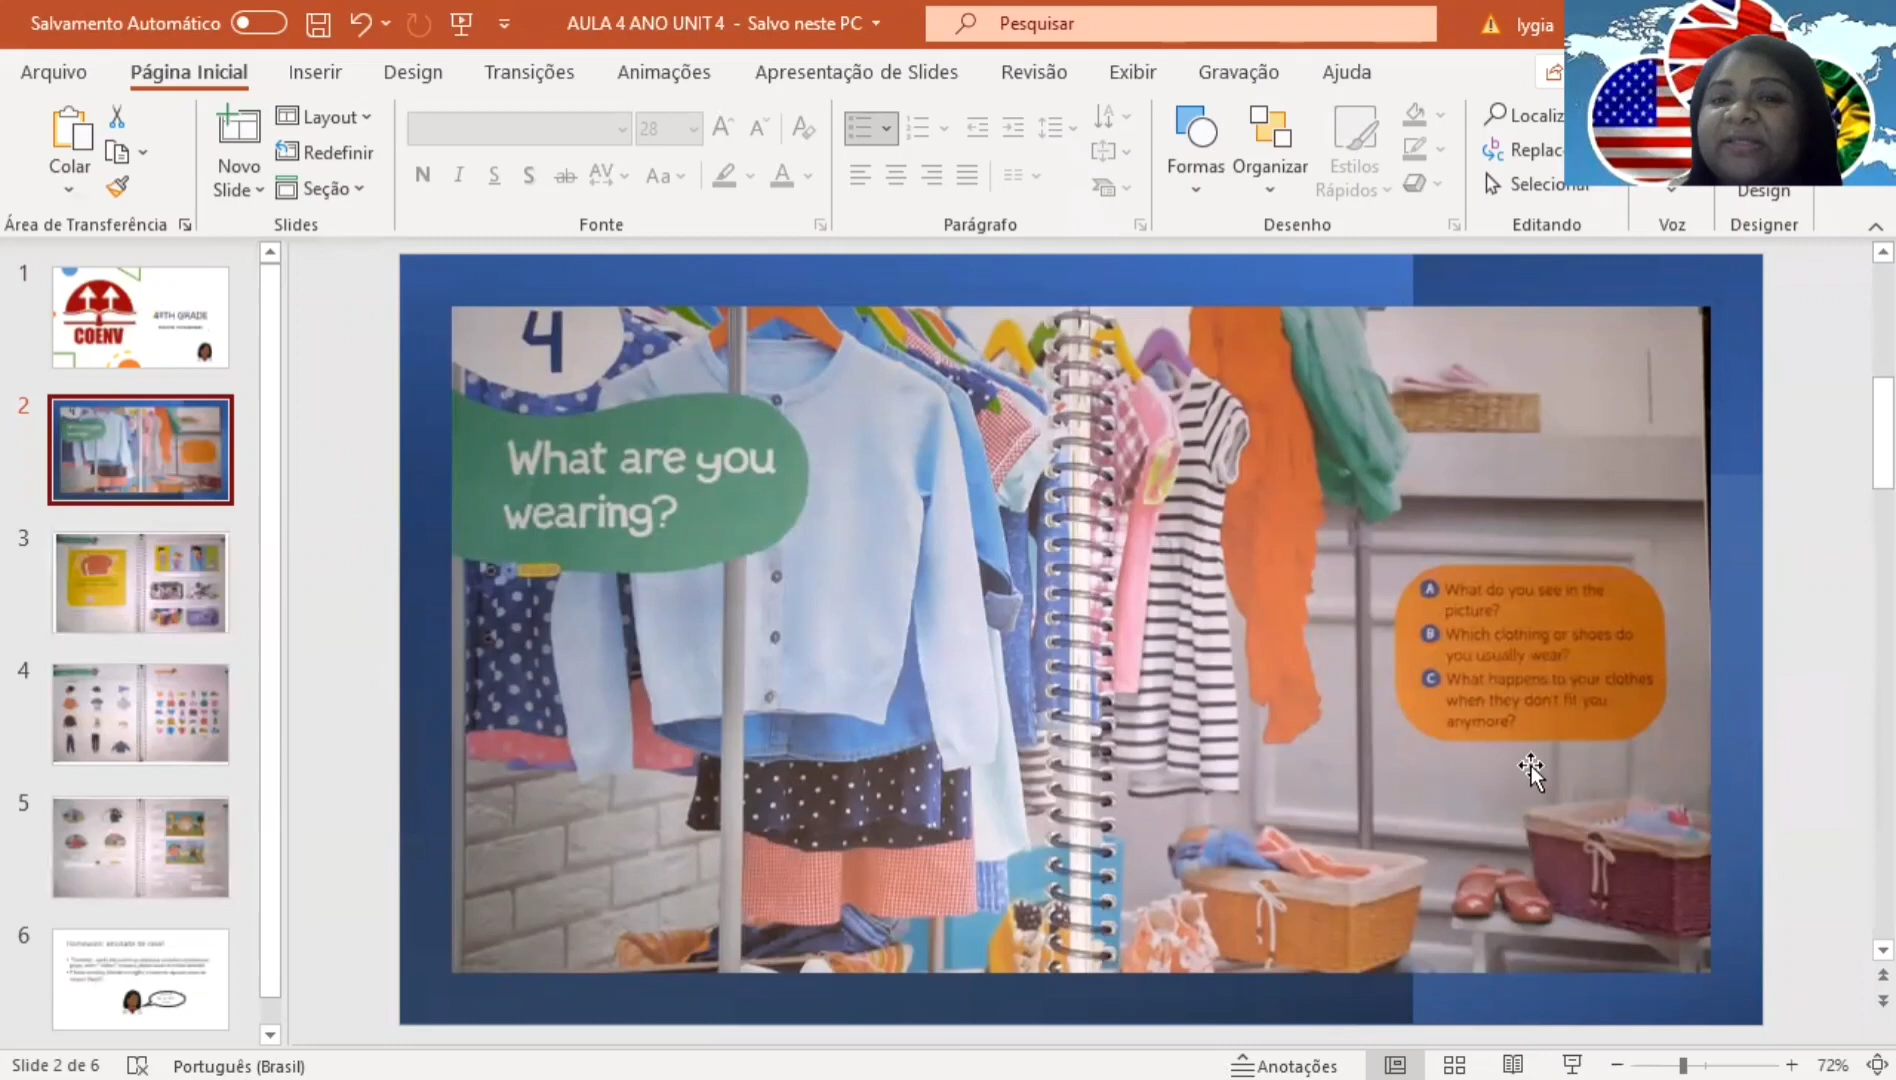 Salvamento Automático
AULA 4 ANO UNIT 4 - Salvo neste PC
Pesquisar
lygia
Arquivo
Página Inicial
Inserir
Design
Transições
Animações
Apresentação de Slides
Revisão
Exibir
Gravação
Ajuda
Colar
Novo
Slide
Layout
Redefinir
Seção
28
N I S S ab AV Aa A
Formas
Organizar
Estilos
Rápidos
Localiz
Replac
Selecionar
Design
Área de Transferência
Slides
Fonte
Parágrafo
Desenho
Editando
Voz
Designer
1
COENV
4TH GRADE
2
3
4
5
6
4
What are you
wearing?
A What do you see in the
picture?
B Which clothing or shoes do
you usually wear?
C What happens to your clothes
when they don't fit you
anymore?
Slide 2 de 6
Português (Brasil)
Anotações
72%